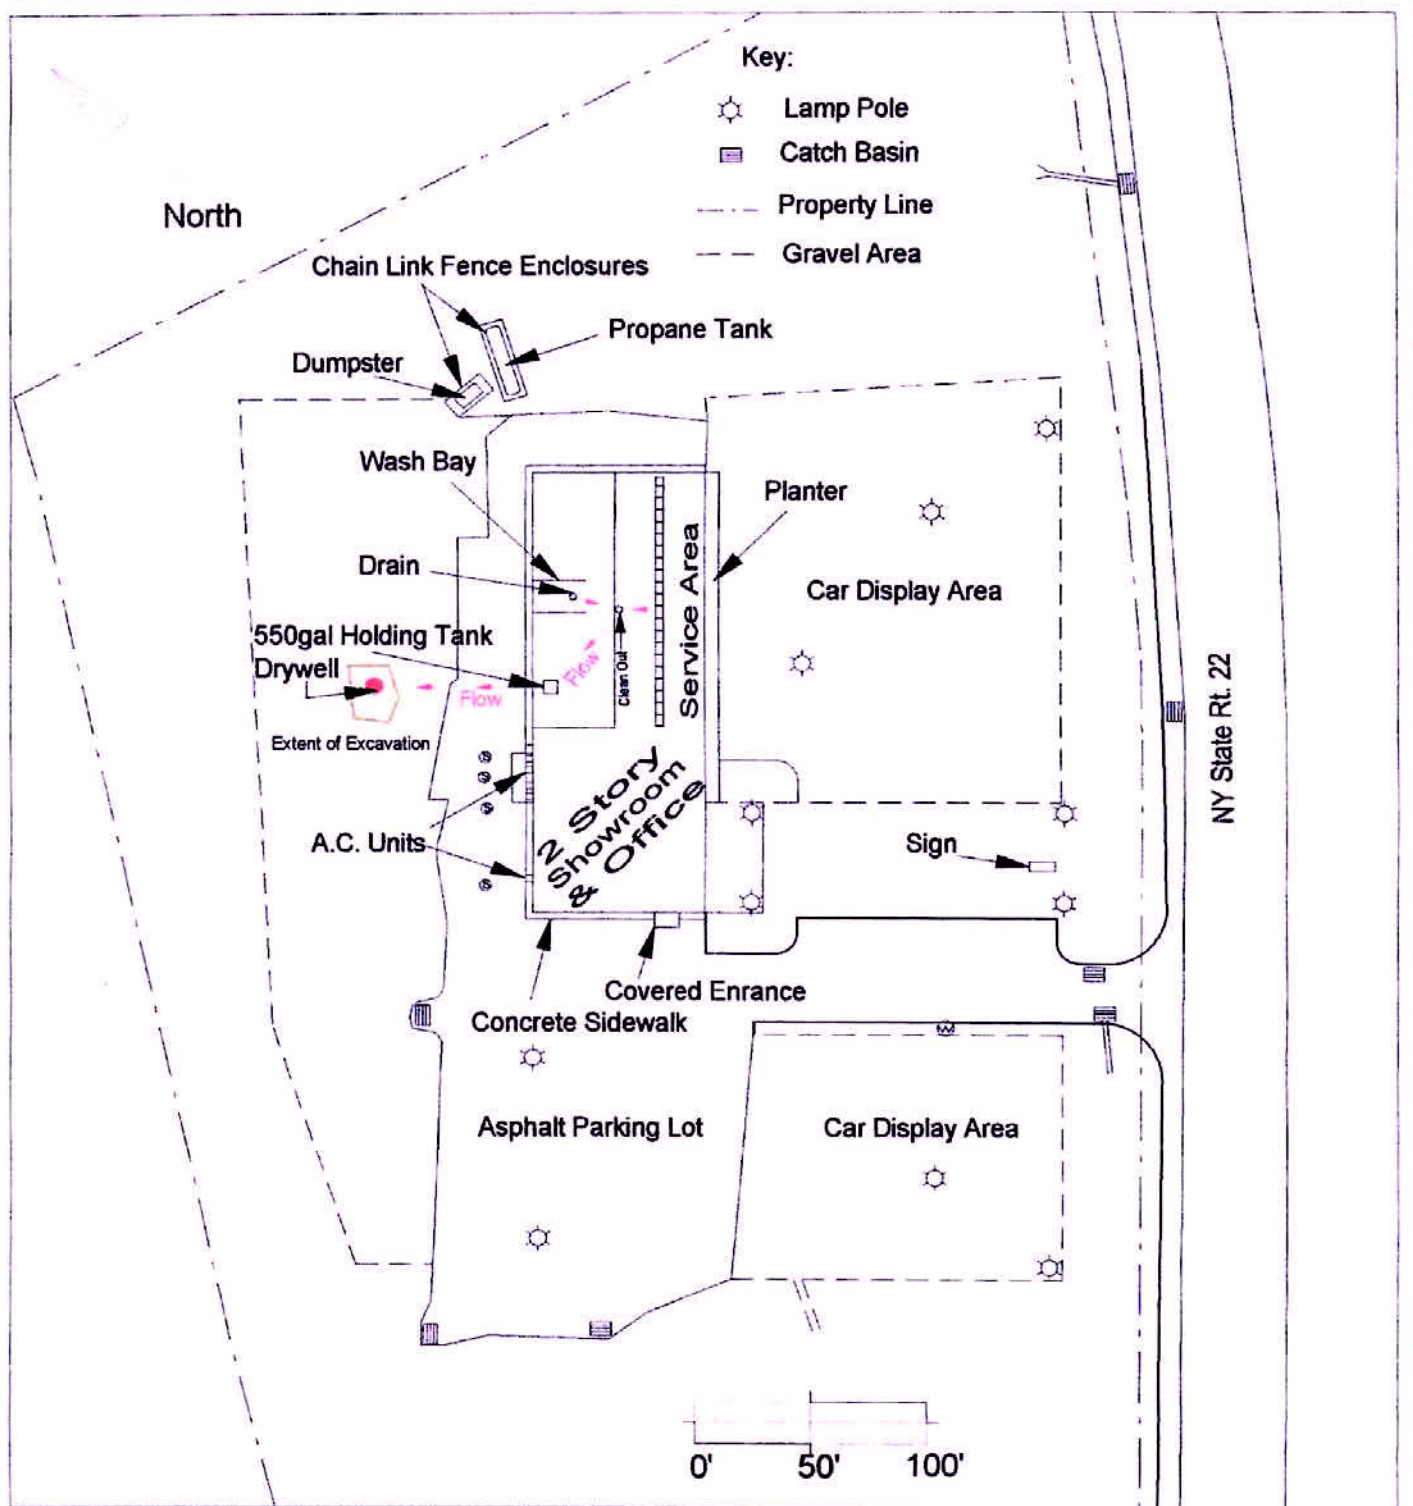 Key:
Lamp Pole
Catch Basin
Property Line
Gravel Area
North
Chain Link Fence Enclosures
Propane Tank
Dumpster
Wash Bay
Planter
Drain
Service Area
Car Display Area
550gal Holding Tank
Drywell
Clean Out
Flow
Flow
Extent of Excavation
NY State Rt. 22
2 Story
Showroom
& Office
A.C. Units
Sign
S
S
S
S
Covered Enrance
Concrete Sidewalk
W
Asphalt Parking Lot
Car Display Area
0' 50' 100'